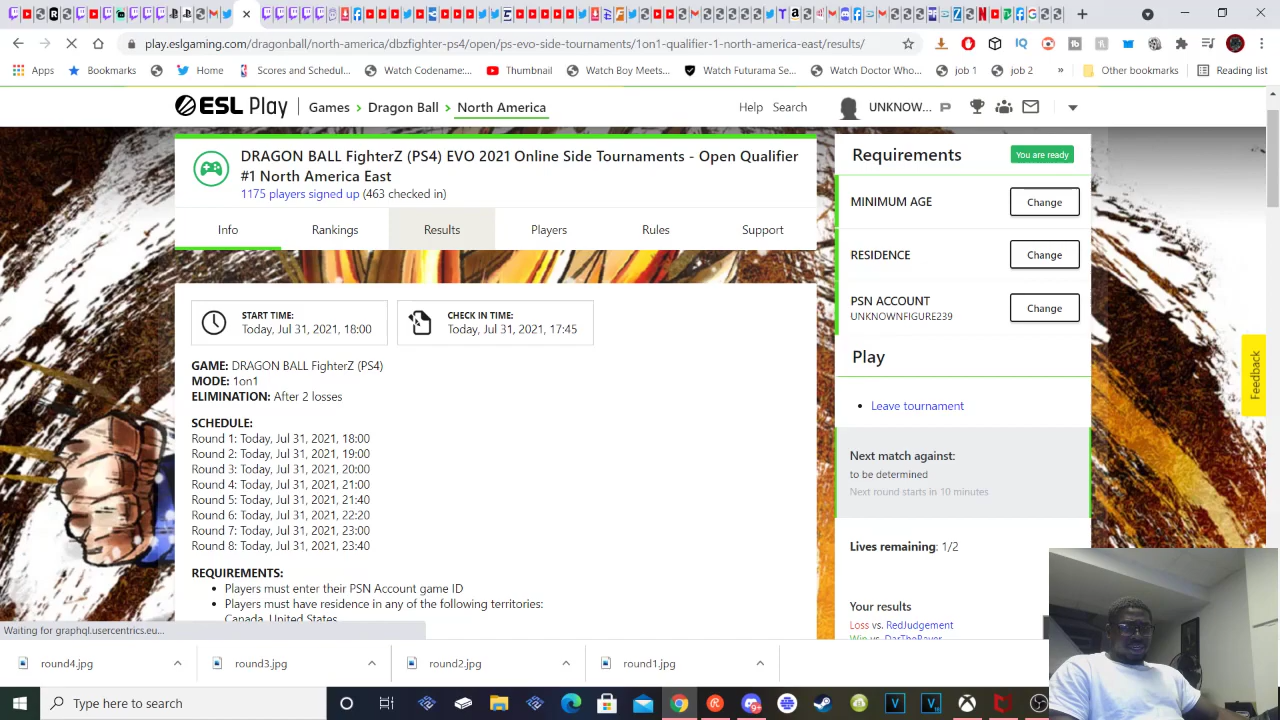 play.eslgaming.com/dragonball/north-america/dbzfighter-ps4/open/psevo-side-tournaments/1on1-qualifier-1-north-america-east/results/
Apps
Bookmarks
Home
Scores and Schedul...
Watch Codename:...
Thumbnail
Watch Boy Meets...
Watch Futurama Se...
Watch Doctor Who...
job 1
job 2
»
Other bookmarks
Reading list
ESL Play
Games > Dragon Ball > North America
Help Search
UNKNOW...
DRAGON BALL FighterZ (PS4) EVO 2021 Online Side Tournaments - Open Qualifier
#1 North America East
1175 players signed up (463 checked in)
Info Rankings Results Players Rules Support
START TIME:
Today, Jul 31, 2021, 18:00
CHECK IN TIME:
Today, Jul 31, 2021, 17:45
GAME: DRAGON BALL FighterZ (PS4)
MODE: 1on1
ELIMINATION: After 2 losses
SCHEDULE:
Round 1: Today, Jul 31, 2021, 18:00
Round 2: Today, Jul 31, 2021, 19:00
Round 3: Today, Jul 31, 2021, 20:00
Round 4: Today, Jul 31, 2021, 21:00
Round 5: Today, Jul 31, 2021, 21:40
Round 6: Today, Jul 31, 2021, 22:20
Round 7: Today, Jul 31, 2021, 23:00
Round 8: Today, Jul 31, 2021, 23:40
REQUIREMENTS:
• Players must enter their PSN Account game ID
• Players must have residence in any of the following territories:
Canada, United States
Requirements
You are ready
MINIMUM AGE
Change
RESIDENCE
Change
PSN ACCOUNT
UNKNOWNFIGURE239
Change
Play
• Leave tournament
Next match against:
to be determined
Next round starts in 10 minutes
Lives remaining: 1/2
Your results
Loss vs. RedJudgement
Win vs. DarThePayer
Feedback
Waiting for graphql.usercentrics.eu...
round4.jpg
round3.jpg
round2.jpg
round1.jpg
Type here to search